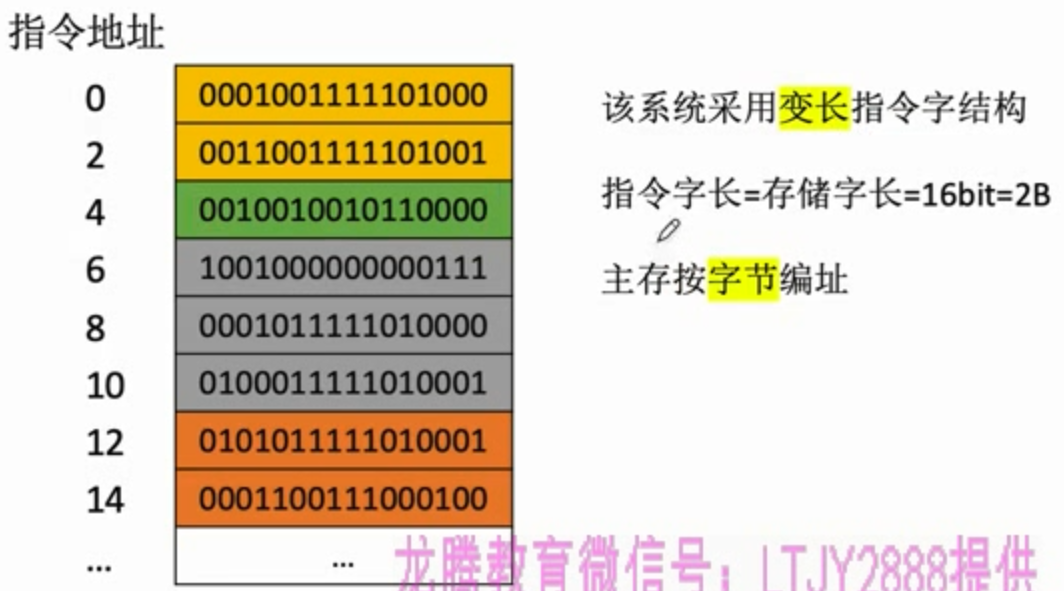 指令地址
0 0001001111101000
2 0011001111101001
4 0010010010110000
6 1001000000000111
8 0001011111010000
10 0100011111010001
12 0101011111010001
14 0001100111000100
... ...
该系统采用变长指令字结构
指令字长=存储字长=16bit=2B
主存按字节编址
龙腾教育微信号：LTJY2888提供